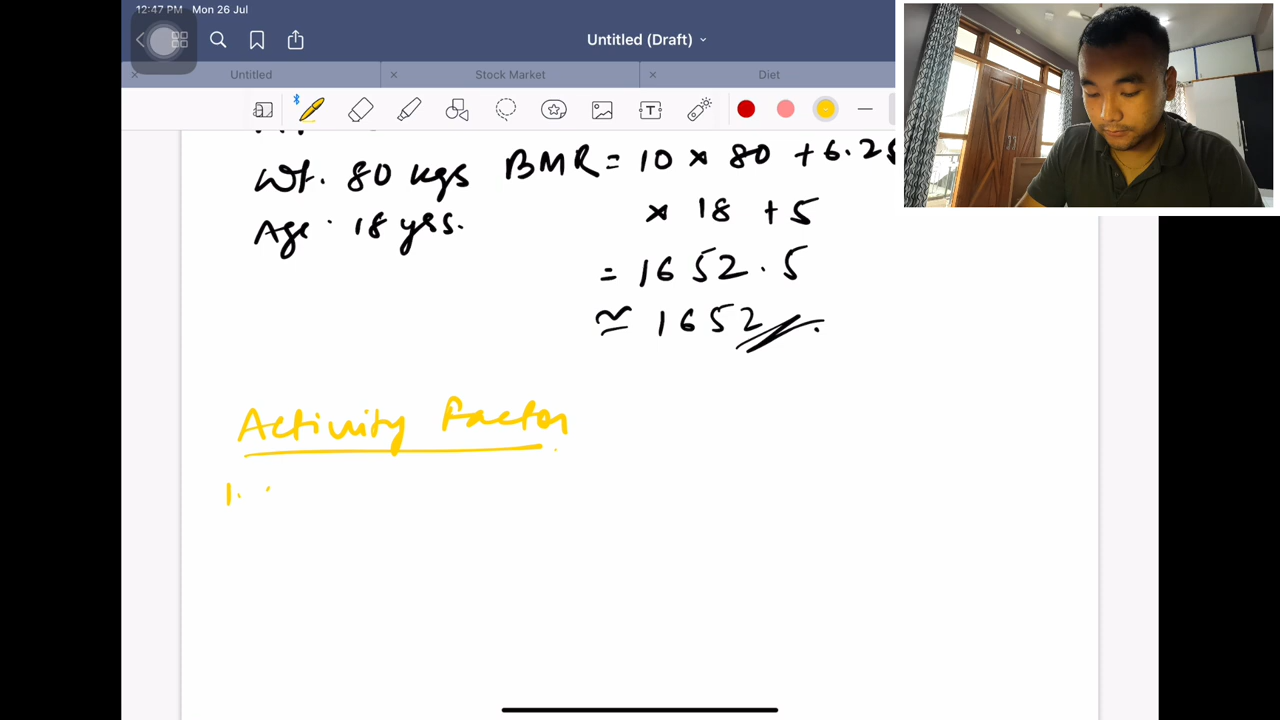 12:47 PM Mon 26 Jul
Untitled (Draft)
Untitled
Stock Market
Diet
Wt. 80 kgs
Age. 18 yrs.
BMR = 10 × 80 + 6.25
× 18 + 5
= 1652.5
≅ 1652
Activity Factor
1.